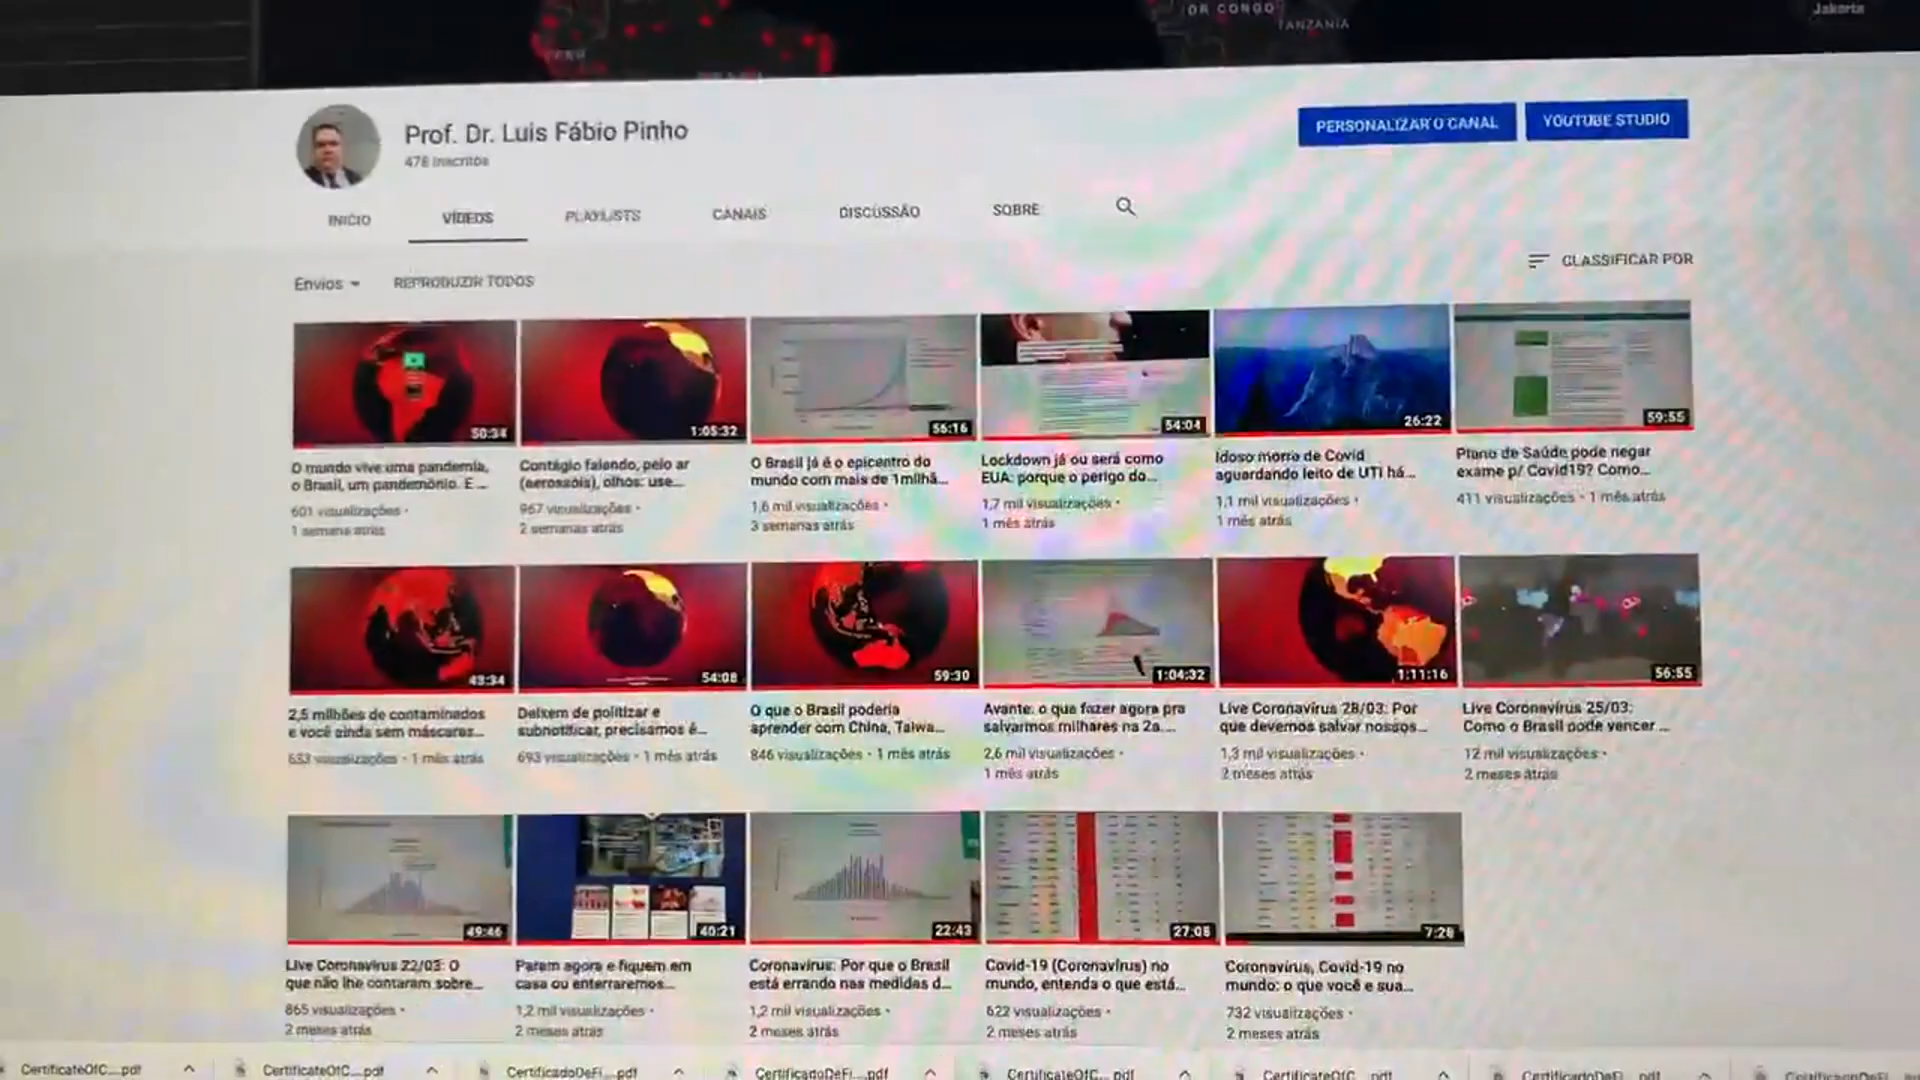 DR CONGO
TANZANIA
Jakarta
Prof. Dr. Luis Fábio Pinho
478 inscritos
PERSONALIZAR O CANAL
YOUTUBE STUDIO
INÍCIO
VÍDEOS
PLAYLISTS
CANAIS
DISCUSSÃO
SOBRE
Envios
REPRODUZIR TODOS
CLASSIFICAR POR
50:34
1:05:32
56:16
54:04
26:22
59:55
O mundo vive uma pandemia,
o Brasil, um pandemônio. E ...
601 visualizações •
1 semana atrás
Contágio falando, pelo ar
(aerossóis), olhos: use...
967 visualizações •
2 semanas atrás
O Brasil já é o epicentro do
mundo com mais de 1milhã...
1,6 mil visualizações •
3 semanas atrás
Lockdown já ou será como
EUA: porque o perigo do...
1,7 mil visualizações •
1 mês atrás
Idoso morre de Covid
aguardando leito de UTI há...
1,1 mil visualizações •
1 mês atrás
Plano de Saúde pode negar
exame p/ Covid19? Como...
411 visualizações • 1 mês atrás
43:34
54:08
59:30
1:04:32
1:11:16
56:55
2,5 milhões de contaminados
e você ainda sem máscaras...
633 visualizações • 1 mês atrás
Deixem de politizar e
subnotificar, precisamos é...
693 visualizações • 1 mês atrás
O que o Brasil poderia
aprender com China, Taiwa...
846 visualizações • 1 mês atrás
Avante: o que fazer agora pra
salvarmos milhares na 2a....
2,6 mil visualizações •
1 mês atrás
Live Coronavírus 28/03: Por
que devemos salvar nossos...
1,3 mil visualizações •
2 meses atrás
Live Coronavírus 25/03:
Como o Brasil pode vencer ...
12 mil visualizações •
2 meses atrás
49:46
40:21
22:43
27:05
7:28
Live Coronavírus 22/03: O
que não lhe contaram sobre...
865 visualizações •
2 meses atrás
Parem agora e fiquem em
casa ou enterraremos...
1,2 mil visualizações •
2 meses atrás
Coronavírus: Por que o Brasil
está errando nas medidas d...
1,2 mil visualizações •
2 meses atrás
Covid-19 (Coronavírus) no
mundo, entenda o que está...
622 visualizações •
2 meses atrás
Coronavírus, Covid-19 no
mundo: o que você e sua...
732 visualizações •
2 meses atrás
CertificateOfC....pdf
CertificateOfC....pdf
CertificadoDeFi....pdf
CertificadoDeFi....pdf
CertificateOfC....pdf
CertificateOfC....pdf
CertificadoDeFi....pdf